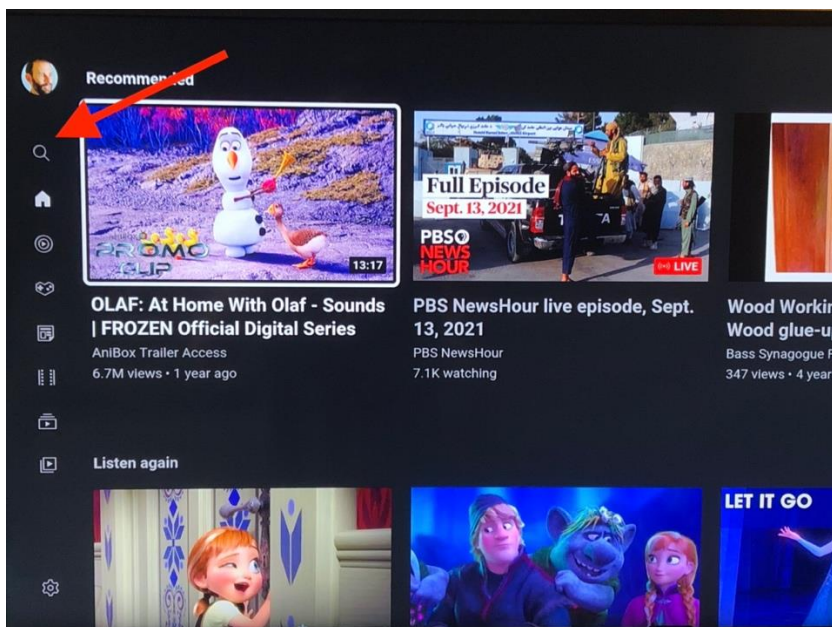 Recommended
PROMO
CLIP
13:17
OLAF: At Home With Olaf - Sounds
| FROZEN Official Digital Series
AniBox Trailer Access
6.7M views • 1 year ago
Full Episode
Sept. 13, 2021
PBS
NEWS
HOUR
LIVE
PBS NewsHour live episode, Sept.
13, 2021
PBS NewsHour
7.1K watching
Wood Workin
Wood glue-u
Bass Synagogue
347 views • 4 year
Listen again
LET IT GO